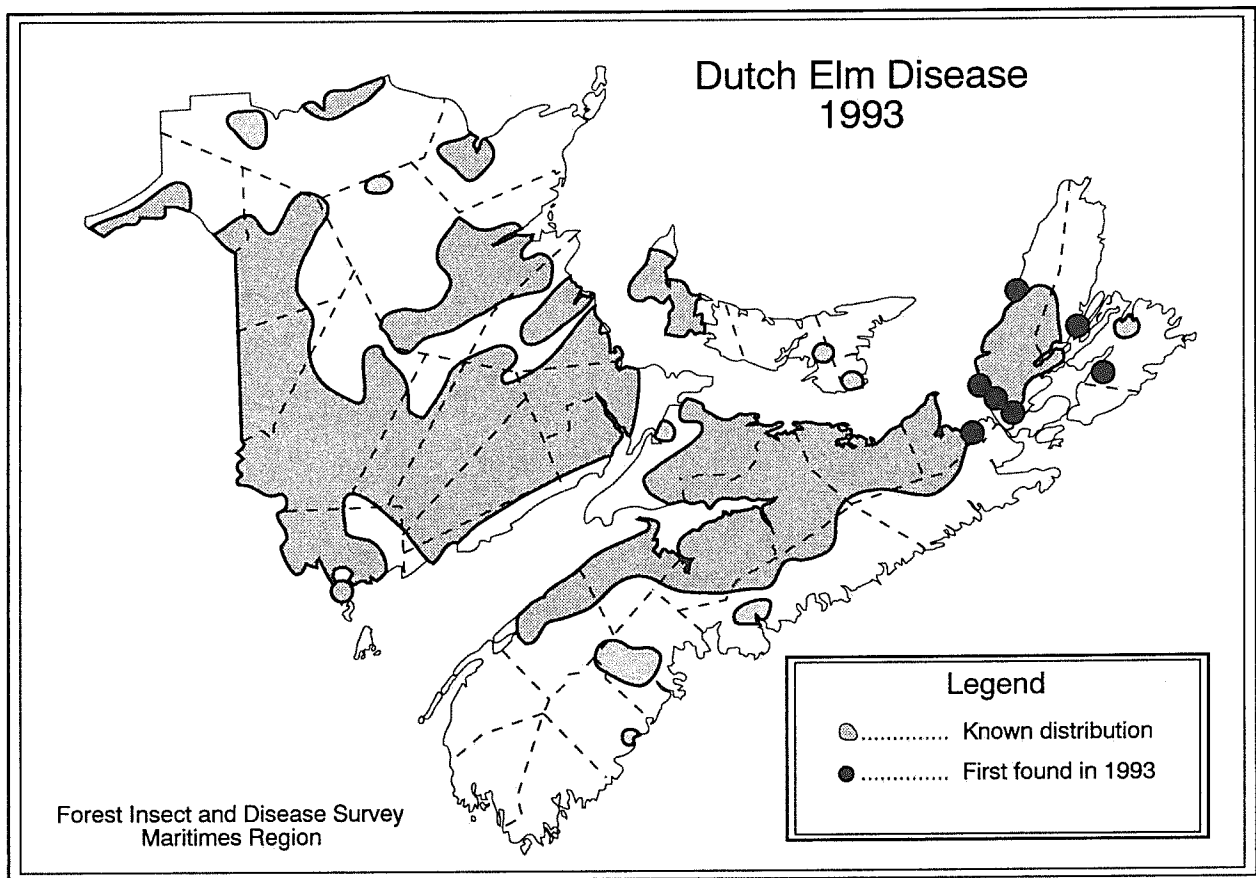 Dutch Elm Disease
1993
Legend
.............. Known distribution
.............. First found in 1993
Forest Insect and Disease Survey
Maritimes Region